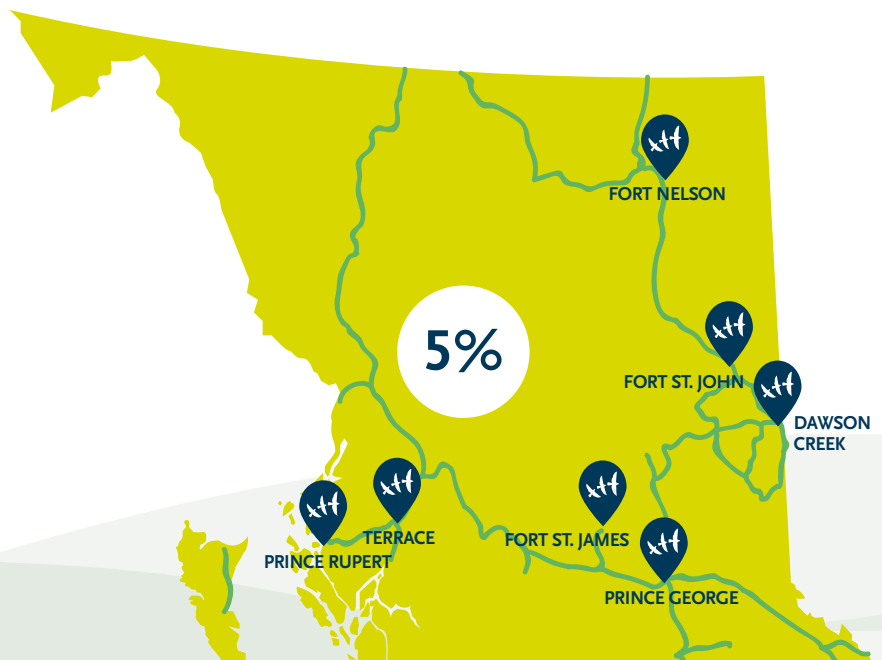 FORT NELSON
5%
FORT ST. JOHN
DAWSON
CREEK
TERRACE
FORT ST. JAMES
PRINCE RUPERT
PRINCE GEORGE